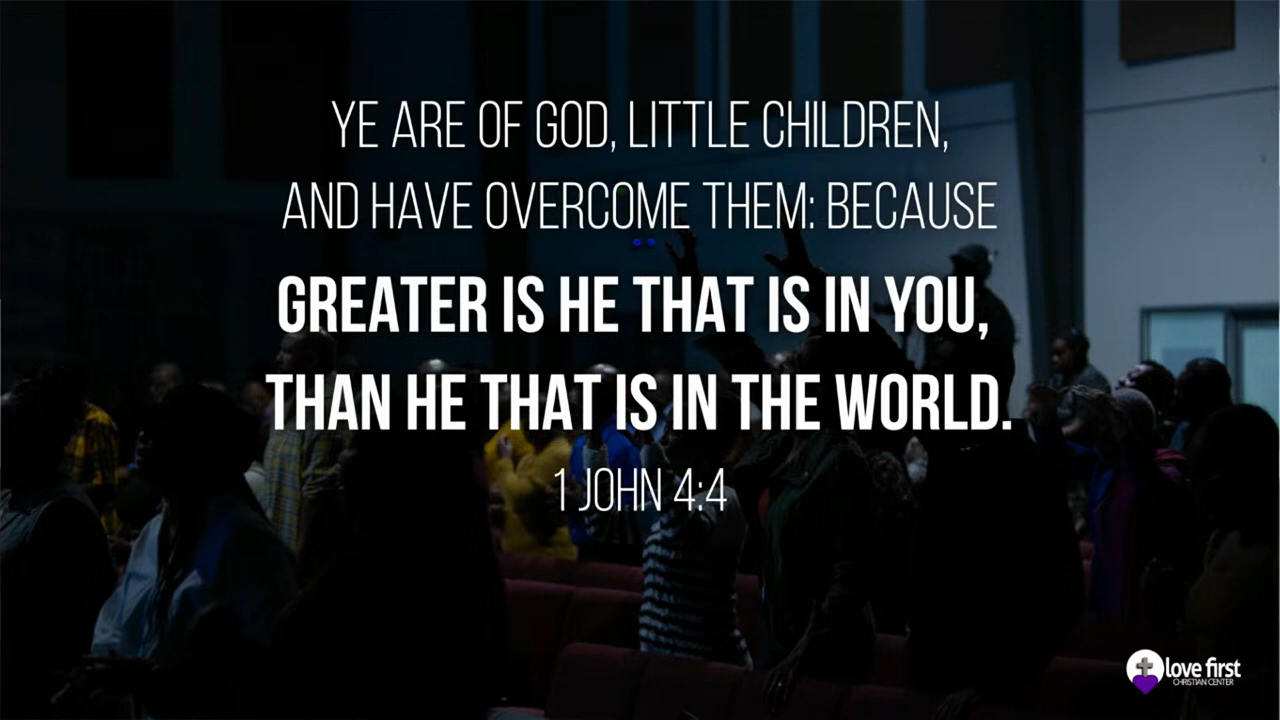 YE ARE OF GOD, LITTLE CHILDREN,
AND HAVE OVERCOME THEM: BECAUSE
GREATER IS HE THAT IS IN YOU,
THAN HE THAT IS IN THE WORLD.
1 JOHN 4:4
love first
CHRISTIAN CENTER